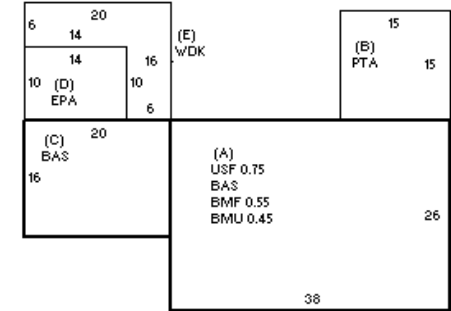 20
6
14
(E)
WDK
16
14
10
(D)
EPA
10
6
15
(B)
PTA
15
(C)
20
BAS
16
(A)
USF 0.75
BAS
BMF 0.55
BMU 0.45
26
38